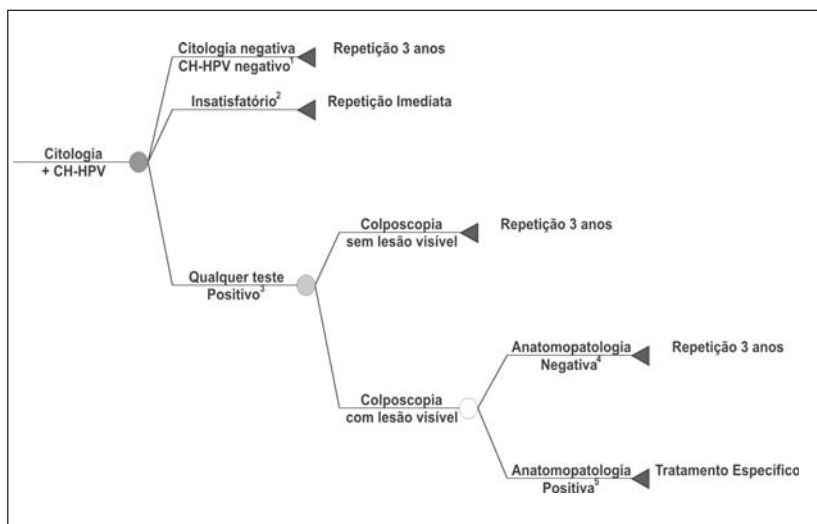 Citologia negativa
CH-HPV negativo¹
Repetição 3 anos
Insatisfatório²
Repetição Imediata
Citologia
+ CH-HPV
Colposcopia
sem lesão visível
Repetição 3 anos
Qualquer teste
Positivo³
Anatomopatologia
Negativa⁴
Repetição 3 anos
Colposcopia
com lesão visível
Anatomopatologia
Positiva⁵
Tratamento Específico